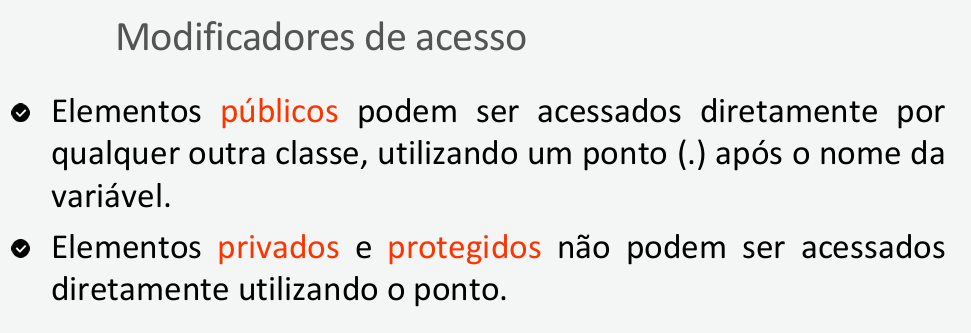 Modificadores de acesso
Elementos públicos podem ser acessados diretamente por
qualquer outra classe, utilizando um ponto (.) após o nome da
variável.
Elementos privados e protegidos não podem ser acessados
diretamente utilizando o ponto.